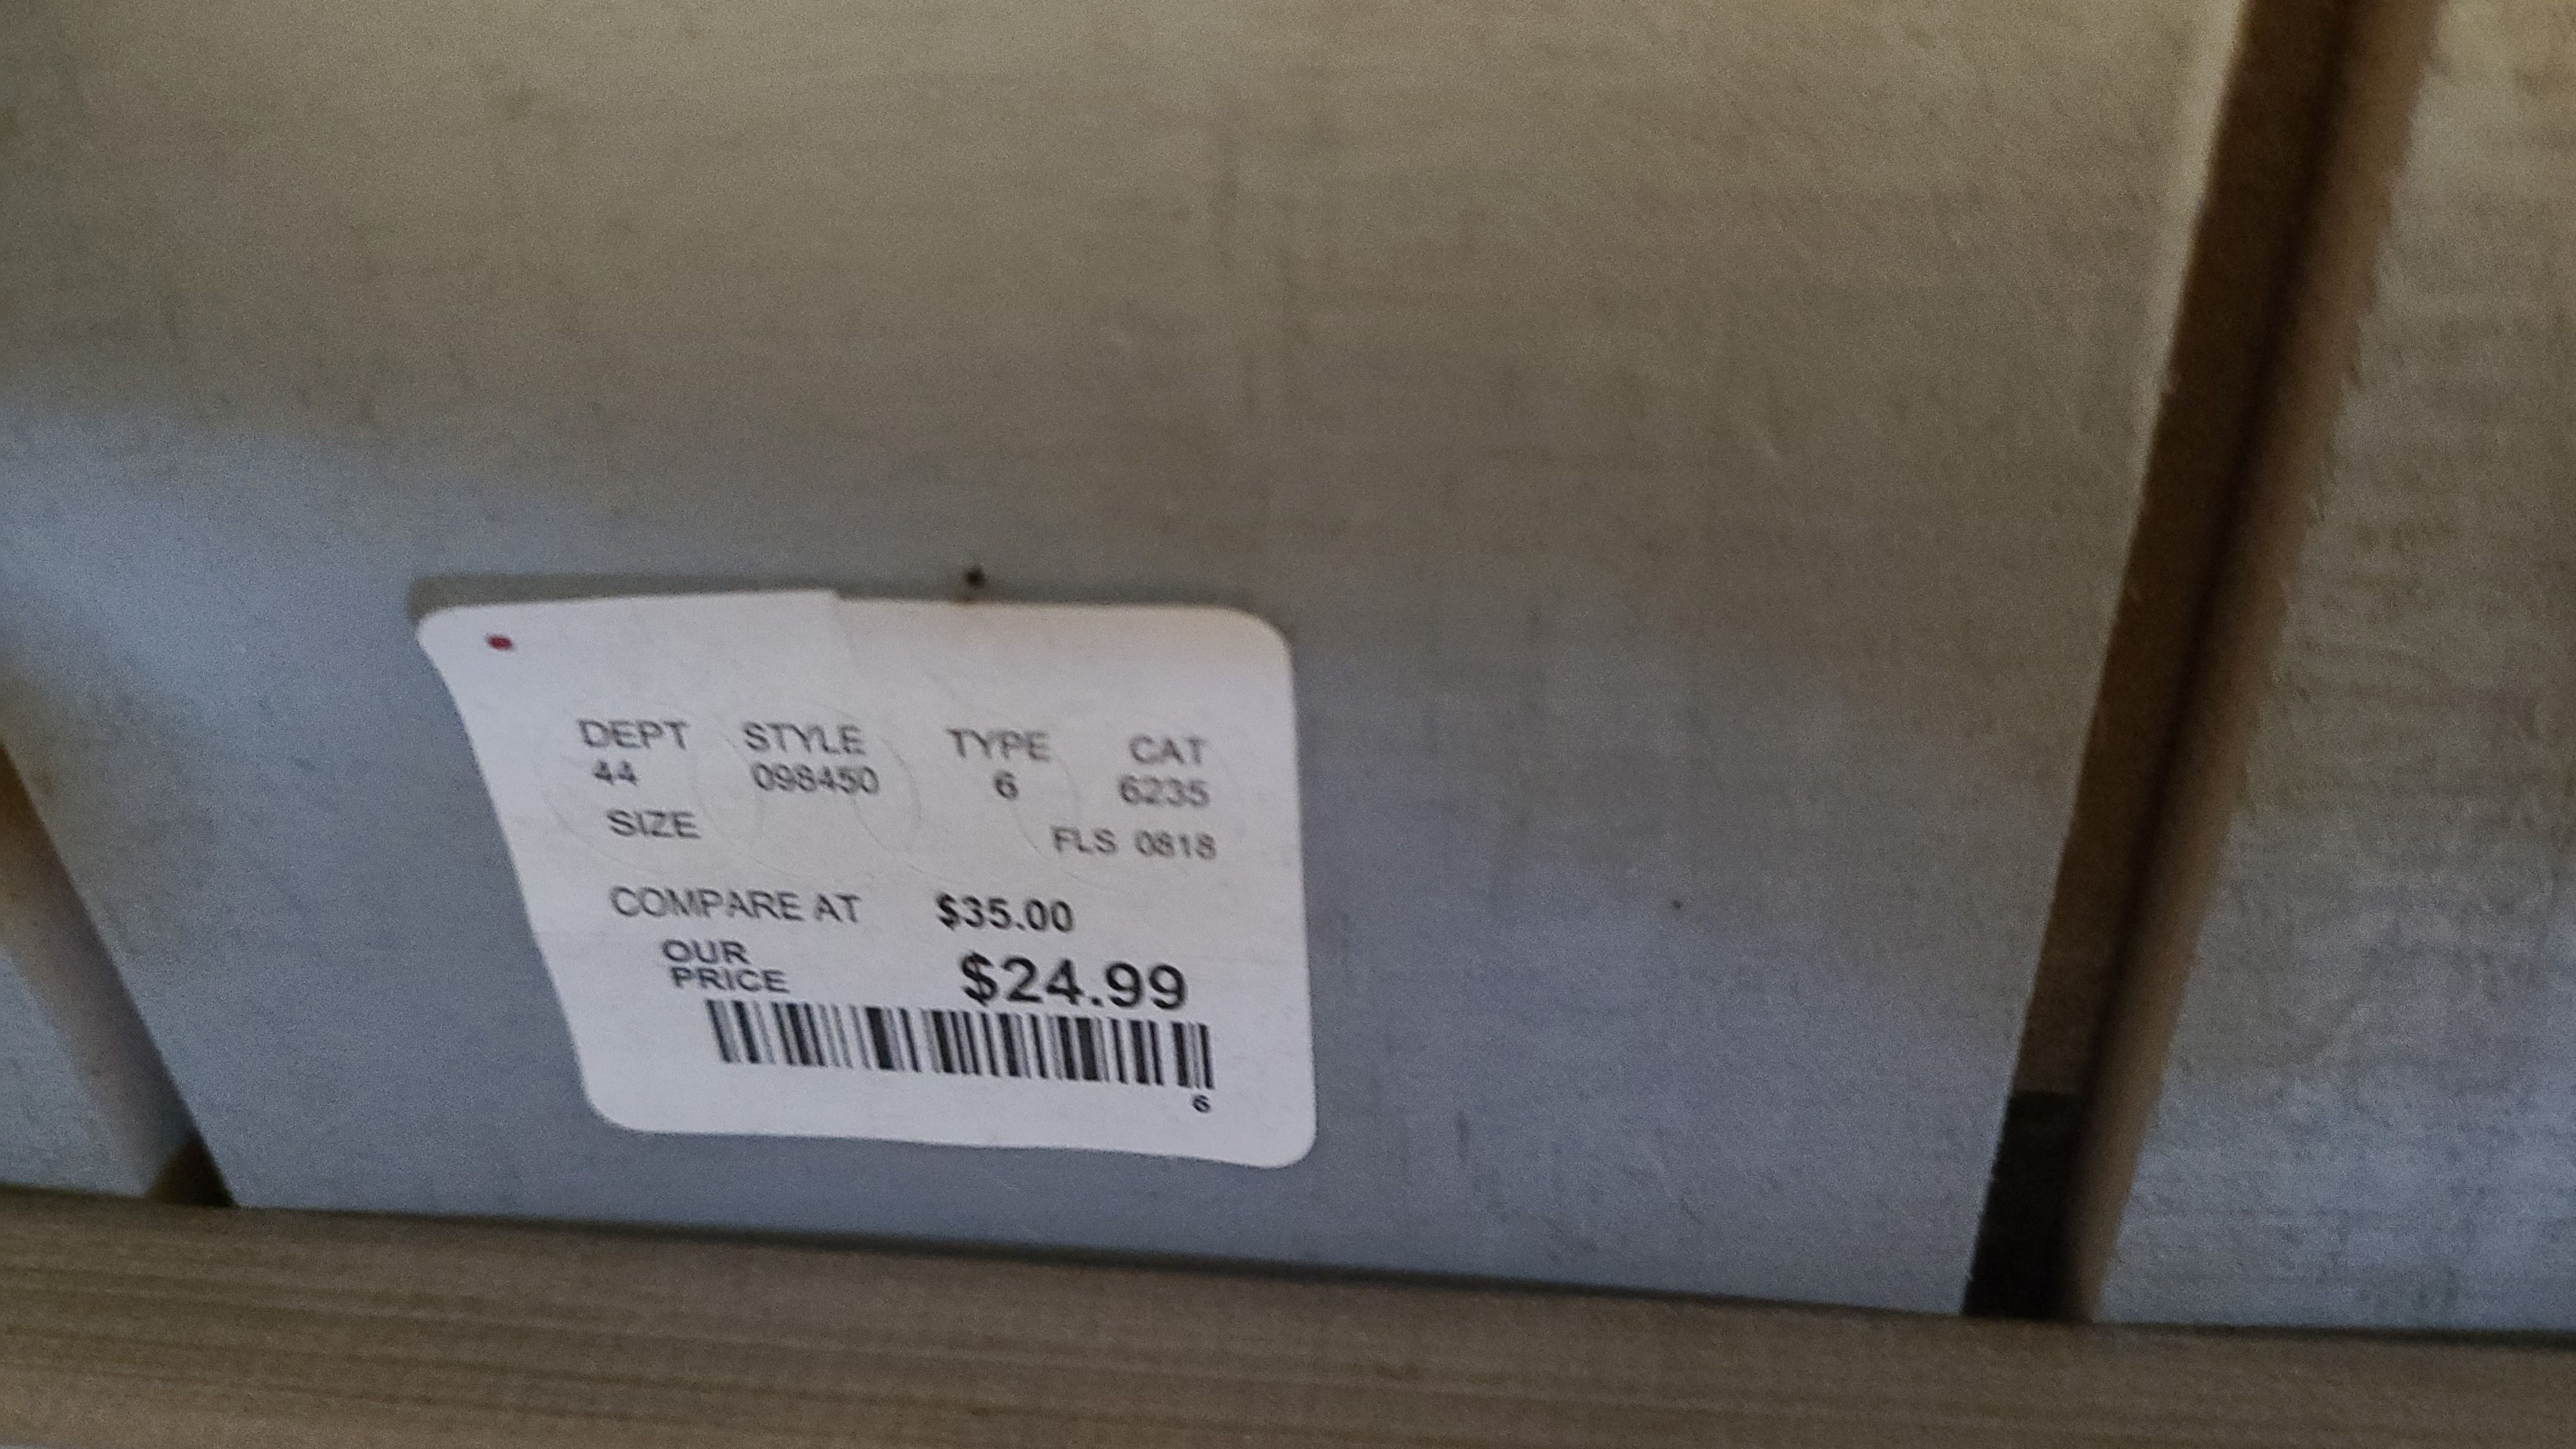 DEPT STYLE TYPE CAT
44 098450 6 6235
SIZE FLS 0818
COMPARE AT $35.00
OUR
PRICE $24.99
6